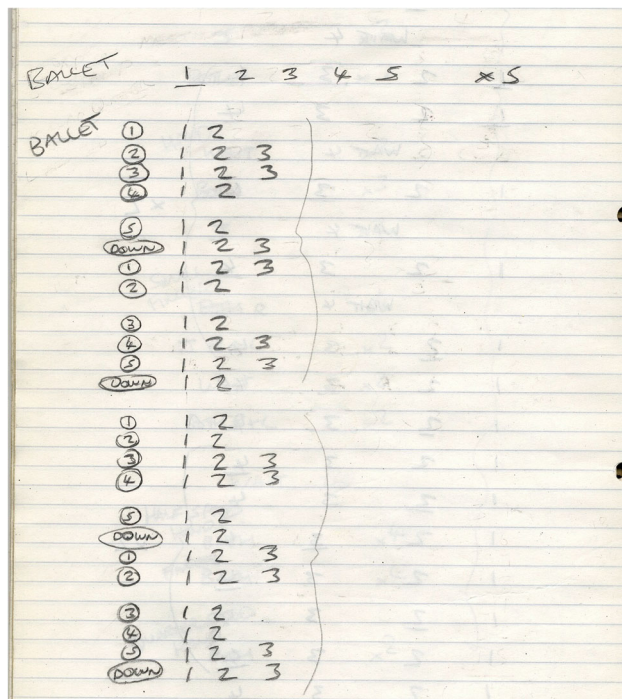 BALLET 1 2 3 4 5 x5
BALLET ① 1 2
② 1 2 3
③ 1 2 3
④ 1 2
⑤ 1 2
DOWN 1 2 3
① 1 2 3
② 1 2
③ 1 2
④ 1 2 3
⑤ 1 2 3
DOWN 1 2
① 1 2
② 1 2
③ 1 2 3
④ 1 2 3
⑤ 1 2
DOWN 1 2
① 1 2 3
② 1 2 3
③ 1 2
④ 1 2
⑤ 1 2 3
DOWN 1 2 3